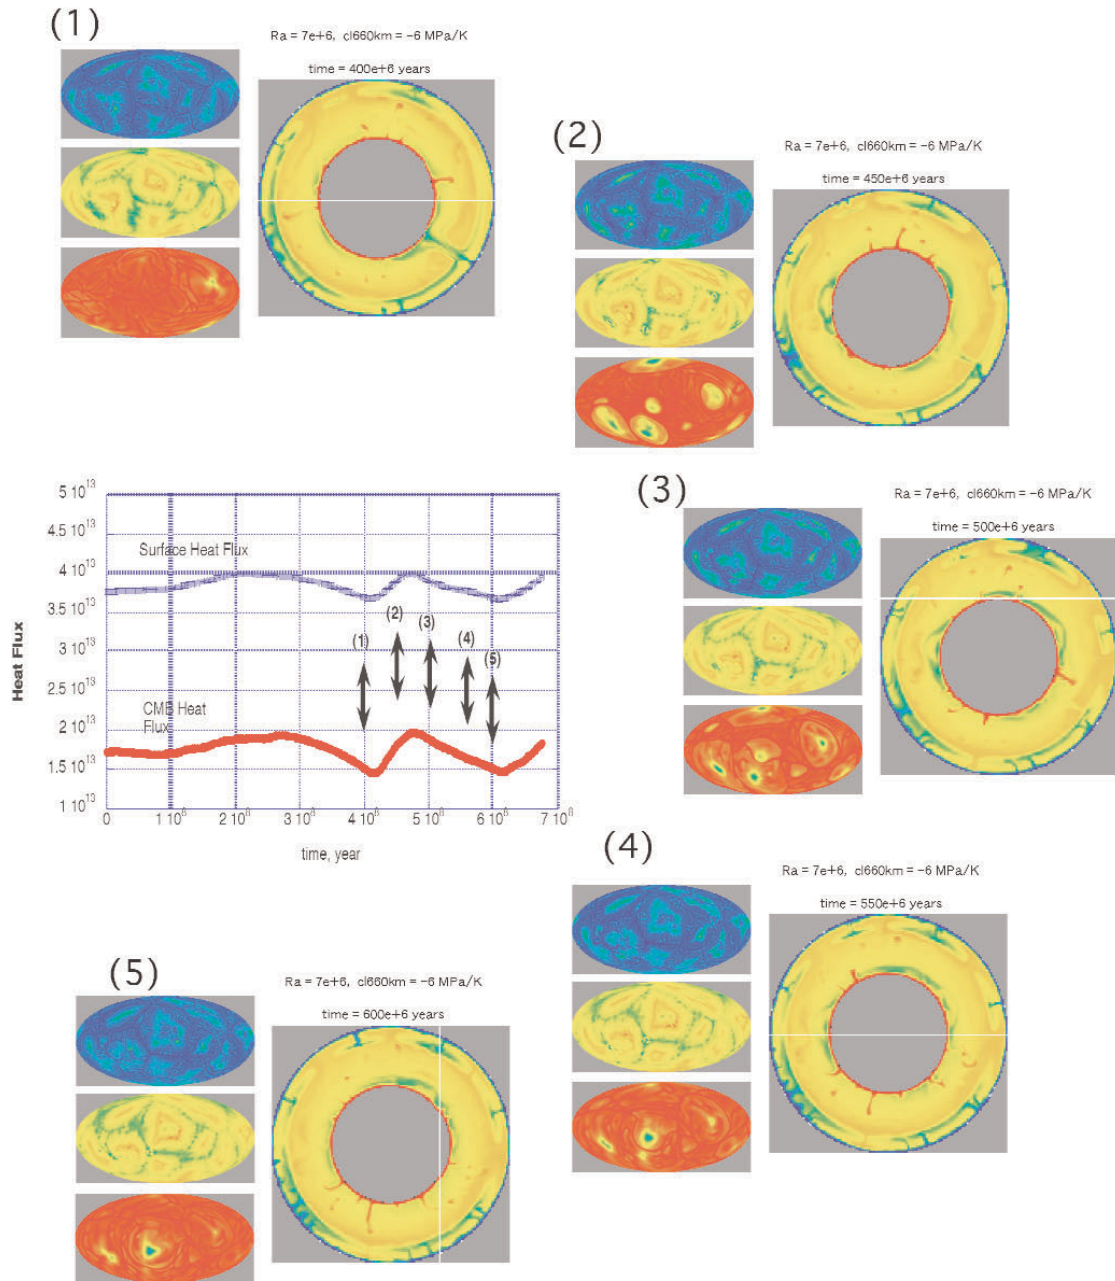 (1)
Ra = 7e+6, cl660km = −6 MPa/K
time = 400e+6 years
(2)
Ra = 7e+6, cl660km = −6 MPa/K
time = 450e+6 years
(3)
Ra = 7e+6, cl660km = −6 MPa/K
time = 500e+6 years
Heat Flux
5 10^13
4.5 10^13
4 10^13
3.5 10^13
3 10^13
2.5 10^13
2 10^13
1.5 10^13
1 10^13
Surface Heat Flux
(1)
(2)
(3)
(4)
(5)
CMB Heat
Flux
0 1 10^8 2 10^8 3 10^8 4 10^8 5 10^8 6 10^8 7 10^8
time, year
(4)
Ra = 7e+6, cl660km = −6 MPa/K
time = 550e+6 years
(5)
Ra = 7e+6, cl660km = −6 MPa/K
time = 600e+6 years